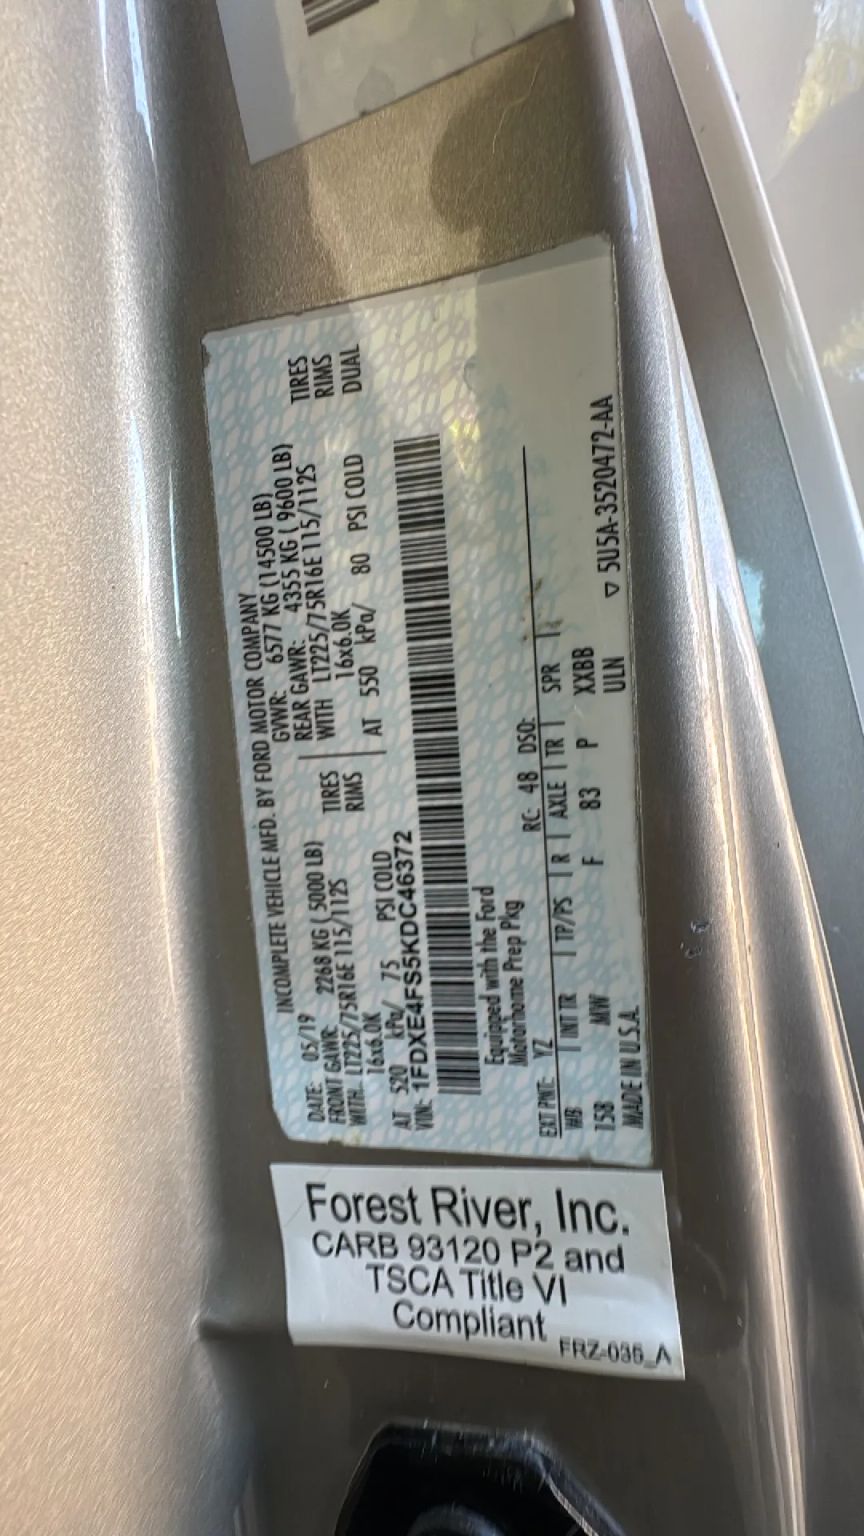 INCOMPLETE VEHICLE MFD. BY FORD MOTOR COMPANY
DATE: 05/19 GVWR: 6577 KG (14500 LB)
FRONT GAWR: 2268 KG ( 5000 LB) REAR GAWR: 4355 KG ( 9600 LB)
WITH LT225/75R16E 115/112S TIRES WITH LT225/75R16E 115/112S TIRES
16x6.0K RIMS 16x6.0K RIMS
AT 520 kPa/ 75 PSI COLD AT 550 kPa/ 80 PSI COLD DUAL
VIN: 1FDXE4FS5KDC46372
Equipped with the Ford
Motorhome Prep Pkg
RC: 48 DSO:
EXT PNT: YZ
WB INT TR TP/PS R AXLE TR SPR
158 MW F 83 P XXBB
MADE IN U.S.A. ULN
▽ 5U5A-3520472-AA
Forest River, Inc.
CARB 93120 P2 and
TSCA Title VI
Compliant
FRZ-036_A